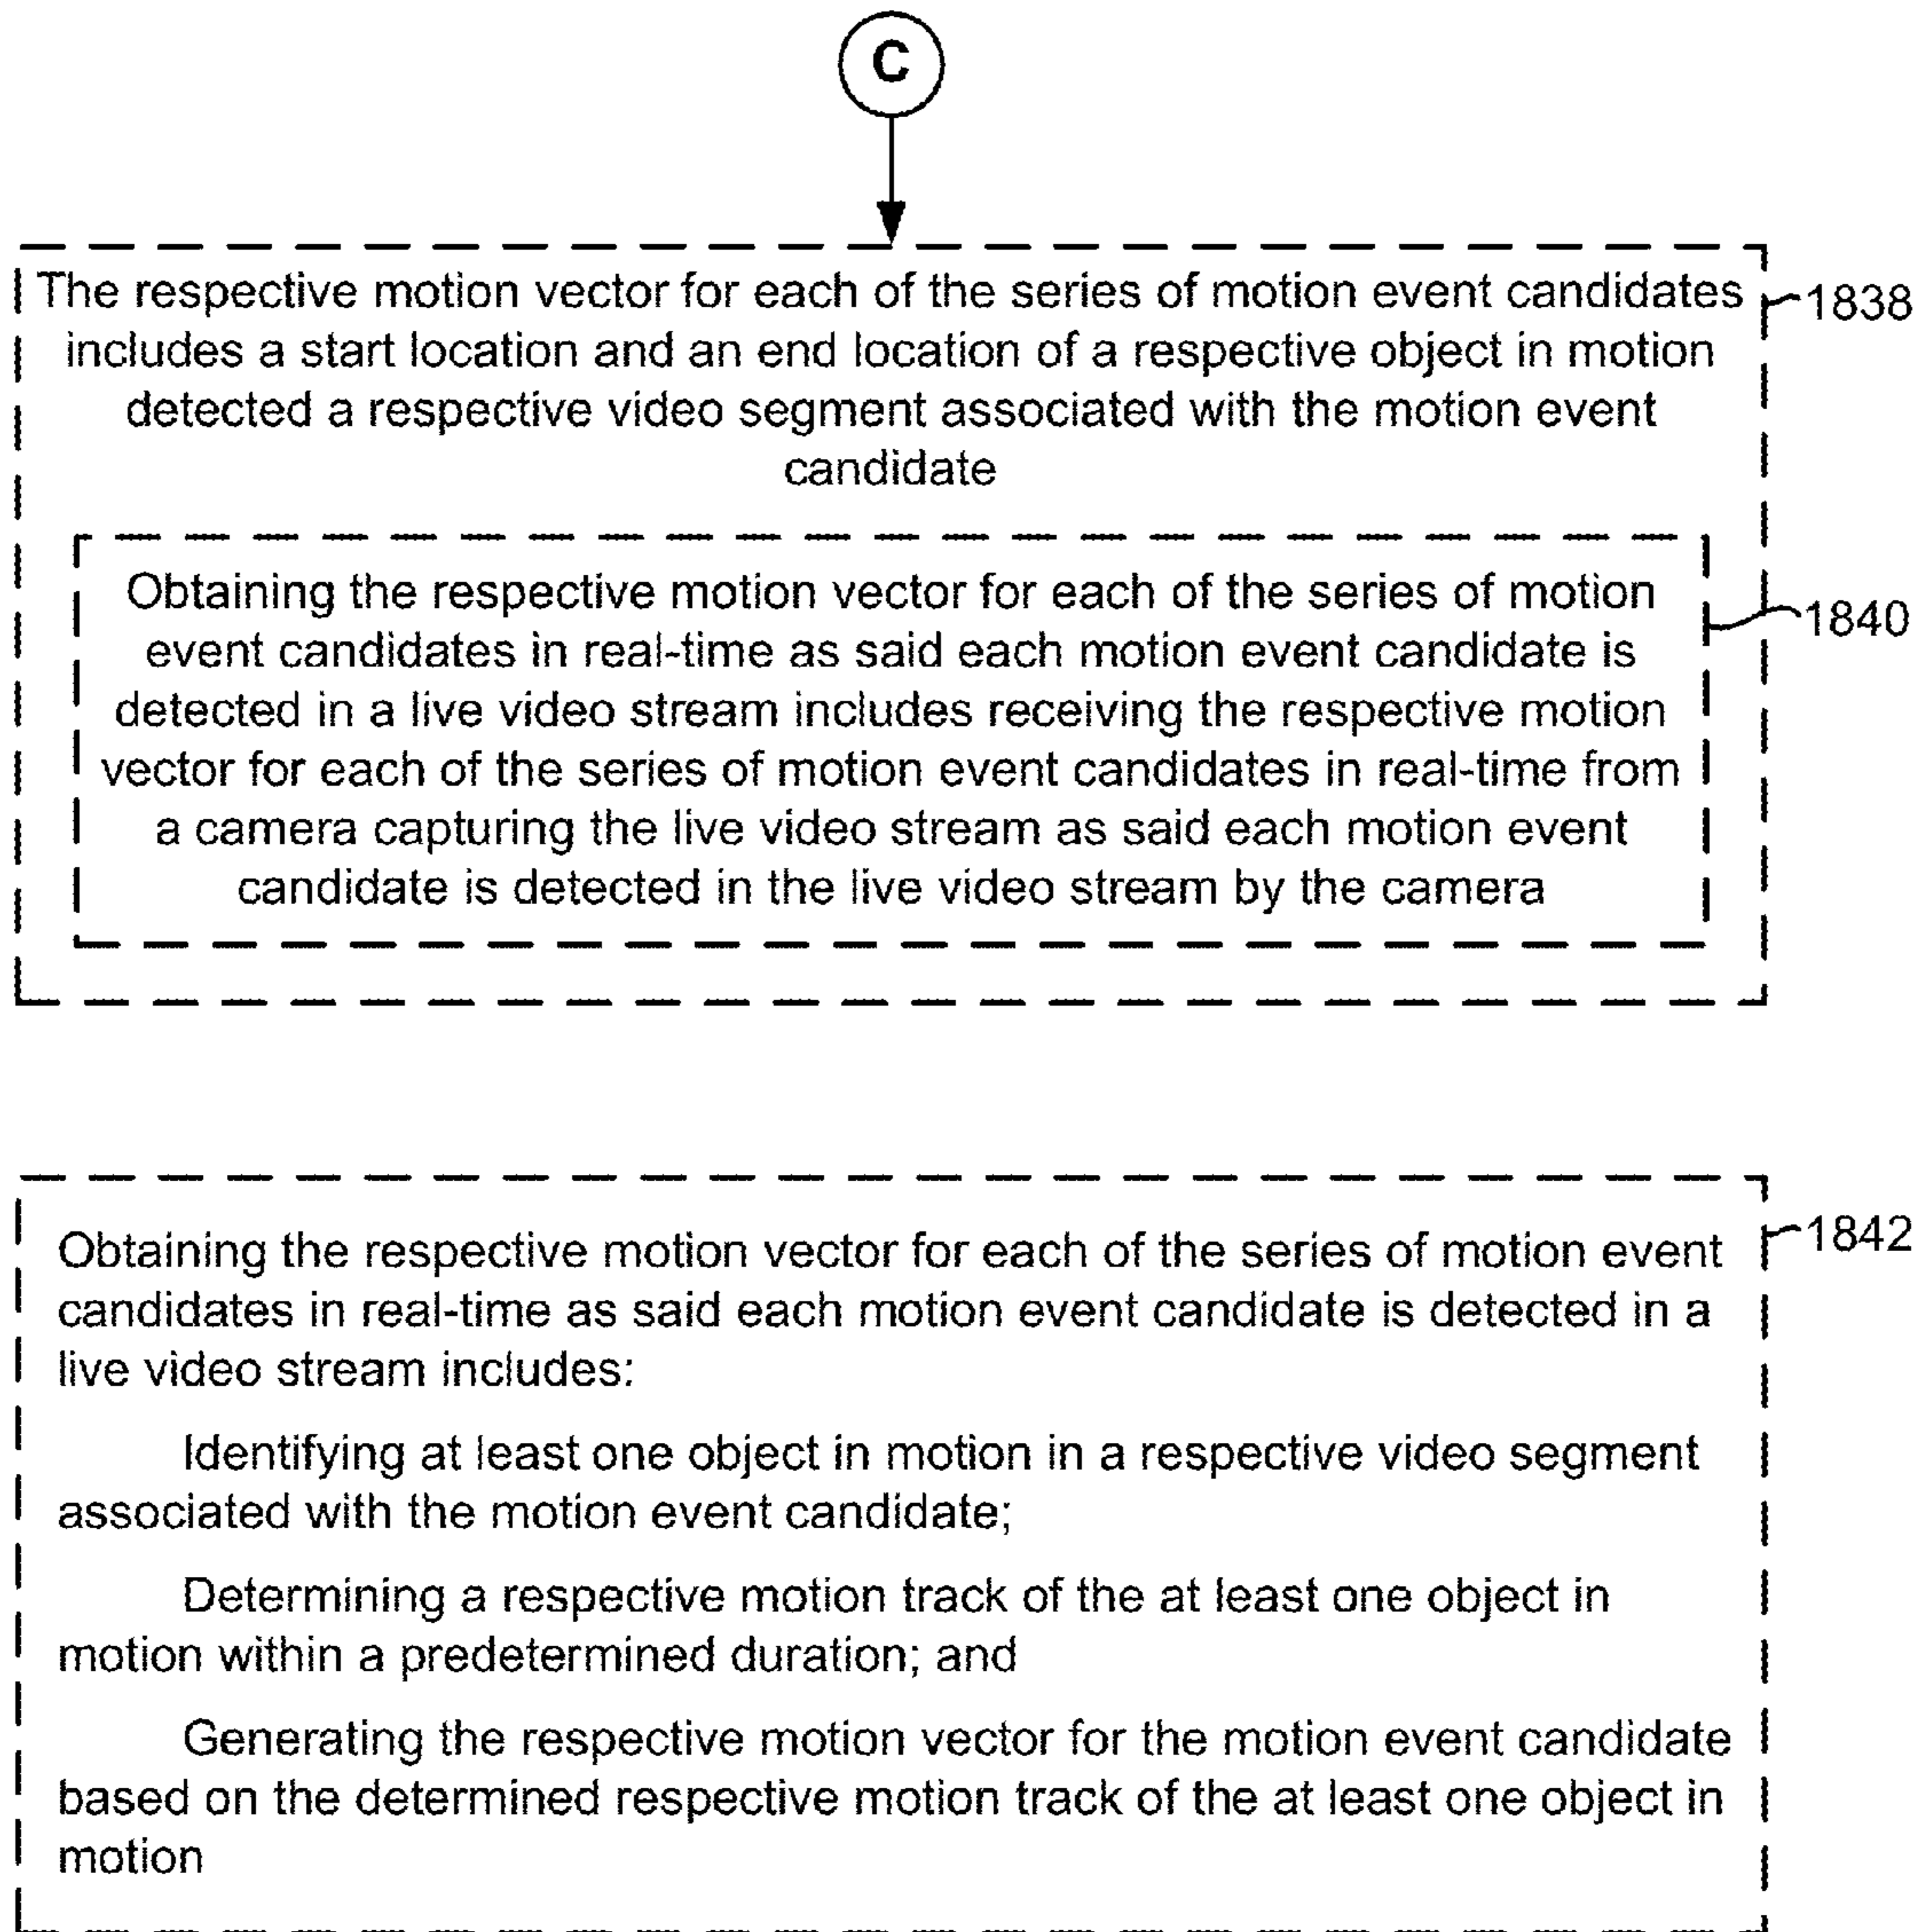 C
The respective motion vector for each of the series of motion event candidates
1838
includes a start location and an end location of a respective object in motion
detected a respective video segment associated with the motion event
candidate
Obtaining the respective motion vector for each of the series of motion
1840
event candidates in real-time as said each motion event candidate is
detected in a live video stream includes receiving the respective motion
vector for each of the series of motion event candidates in real-time from
a camera capturing the live video stream as said each motion event
candidate is detected in the live video stream by the camera
1842
Obtaining the respective motion vector for each of the series of motion event
candidates in real-time as said each motion event candidate is detected in a
live video stream includes:
Identifying at least one object in motion in a respective video segment
associated with the motion event candidate;
Determining a respective motion track of the at least one object in
motion within a predetermined duration; and
Generating the respective motion vector for the motion event candidate
based on the determined respective motion track of the at least one object in
motion